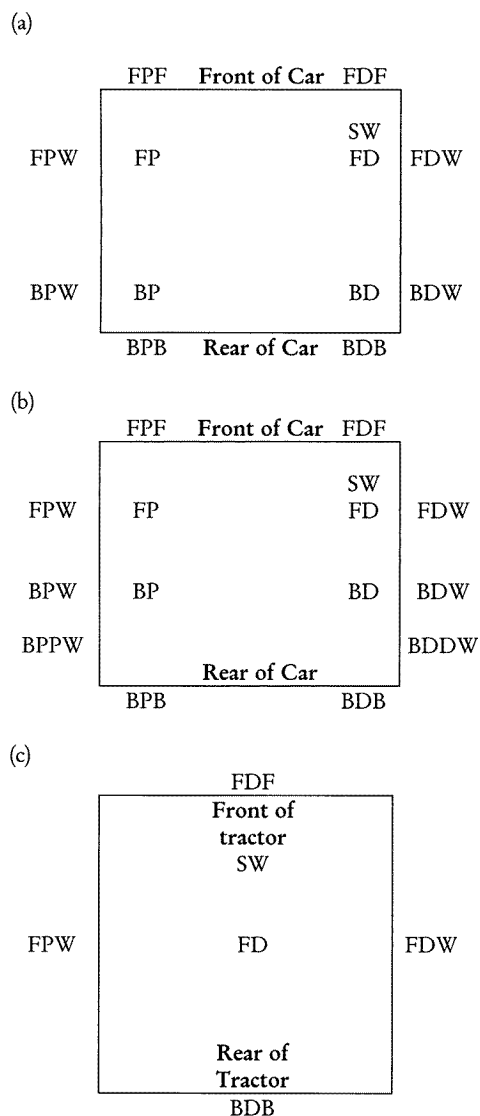 (a)
FPF Front of Car FDF
SW
FPW FP FD FDW
BPW BP BD BDW
BPB Rear of Car BDB
(b)
FPF Front of Car FDF
SW
FPW FP FD FDW
BPW BP BD BDW
BPPW BDDW
Rear of Car
BPB BDB
(c)
FDF
Front of
tractor
SW
FPW FD FDW
Rear of
Tractor
BDB